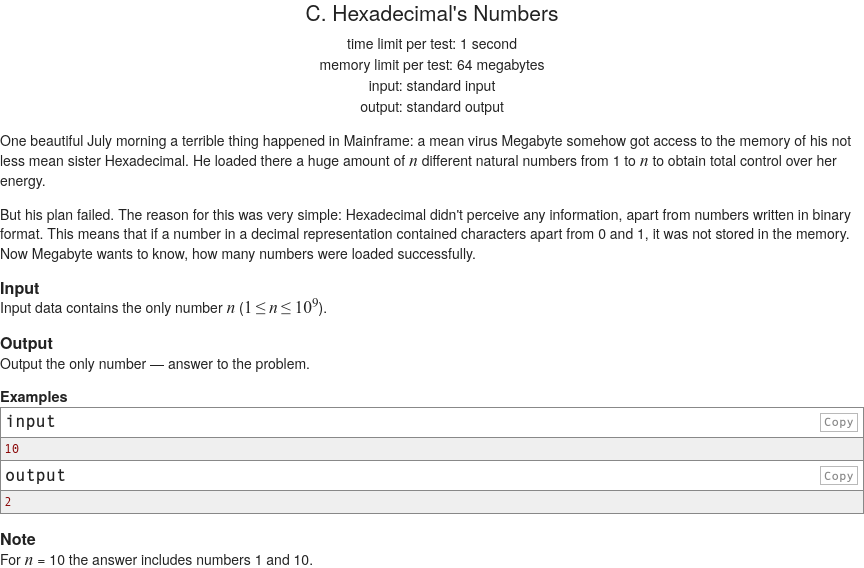 C. Hexadecimal's Numbers
time limit per test: 1 second
memory limit per test: 64 megabytes
input: standard input
output: standard output
One beautiful July morning a terrible thing happened in Mainframe: a mean virus Megabyte somehow got access to the memory of his not
less mean sister Hexadecimal. He loaded there a huge amount of n different natural numbers from 1 to n to obtain total control over her
energy.
But his plan failed. The reason for this was very simple: Hexadecimal didn't perceive any information, apart from numbers written in binary
format. This means that if a number in a decimal representation contained characters apart from 0 and 1, it was not stored in the memory.
Now Megabyte wants to know, how many numbers were loaded successfully.
Input
Input data contains the only number n (1 ≤ n ≤ 10⁹).
Output
Output the only number — answer to the problem.
Examples
input Copy
10
output Copy
2
Note
For n = 10 the answer includes numbers 1 and 10.